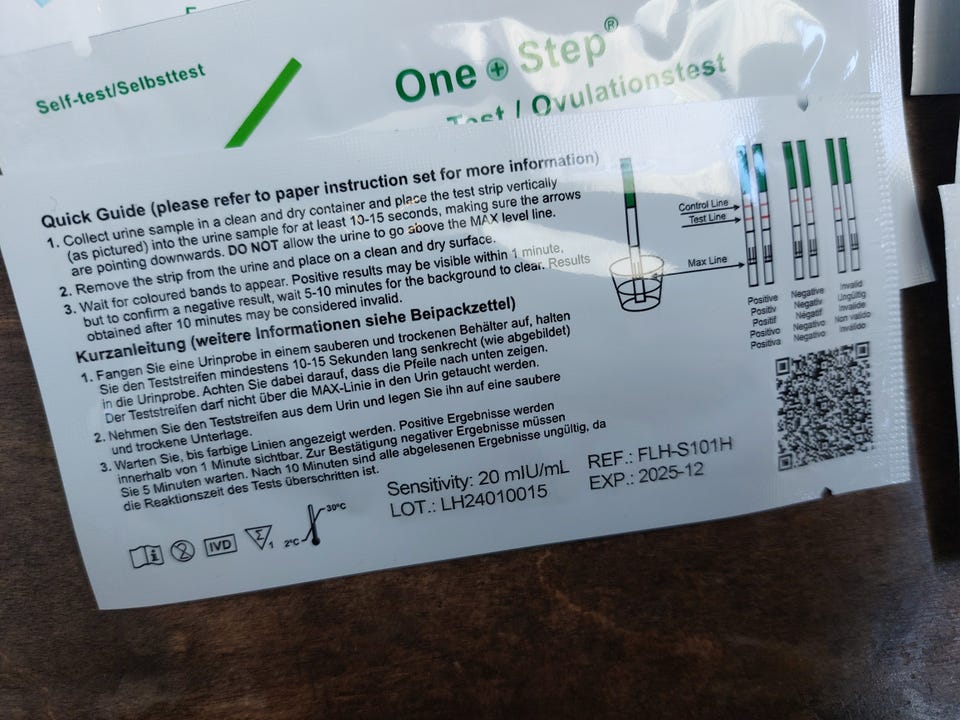 Self-test/Selbsttest
One Step®
Test / Ovulationstest
Quick Guide (please refer to paper instruction set for more information)
1. Collect urine sample in a clean and dry container and place the test strip vertically
(as pictured) into the urine sample for at least 10-15 seconds, making sure the arrows
are pointing downwards. DO NOT allow the urine to go above the MAX level line.
2. Remove the strip from the urine and place on a clean and dry surface.
3. Wait for coloured bands to appear. Positive results may be visible within 1 minute,
but to confirm a negative result, wait 5-10 minutes for the background to clear. Results
obtained after 10 minutes may be considered invalid.
Kurzanleitung (weitere Informationen siehe Beipackzettel)
1. Fangen Sie eine Urinprobe in einem sauberen und trockenen Behälter auf, halten
Sie den Teststreifen mindestens 10-15 Sekunden lang senkrecht (wie abgebildet)
in die Urinprobe. Achten Sie dabei darauf, dass die Pfeile nach unten zeigen.
Der Teststreifen darf nicht über die MAX-Linie in den Urin getaucht werden.
2. Nehmen Sie den Teststreifen aus dem Urin und legen Sie ihn auf eine saubere
und trockene Unterlage.
3. Warten Sie, bis farbige Linien angezeigt werden. Positive Ergebnisse werden
innerhalb von 1 Minute sichtbar. Zur Bestätigung negativer Ergebnisse müssen
Sie 5 Minuten warten. Nach 10 Minuten sind alle abgelesenen Ergebnisse ungültig, da
die Reaktionszeit des Tests überschritten ist.
Control Line
Test Line
Max Line
Positive
Positiv
Positif
Positivo
Positiva
Negative
Negativ
Négatif
Negativo
Negativo
Invalid
Ungültig
Invalide
Non valido
Inválido
Sensitivity: 20 mIU/mL
LOT.: LH24010015
REF.: FLH-S101H
EXP.: 2025-12
IVD
Σ
1
2°C
30°C